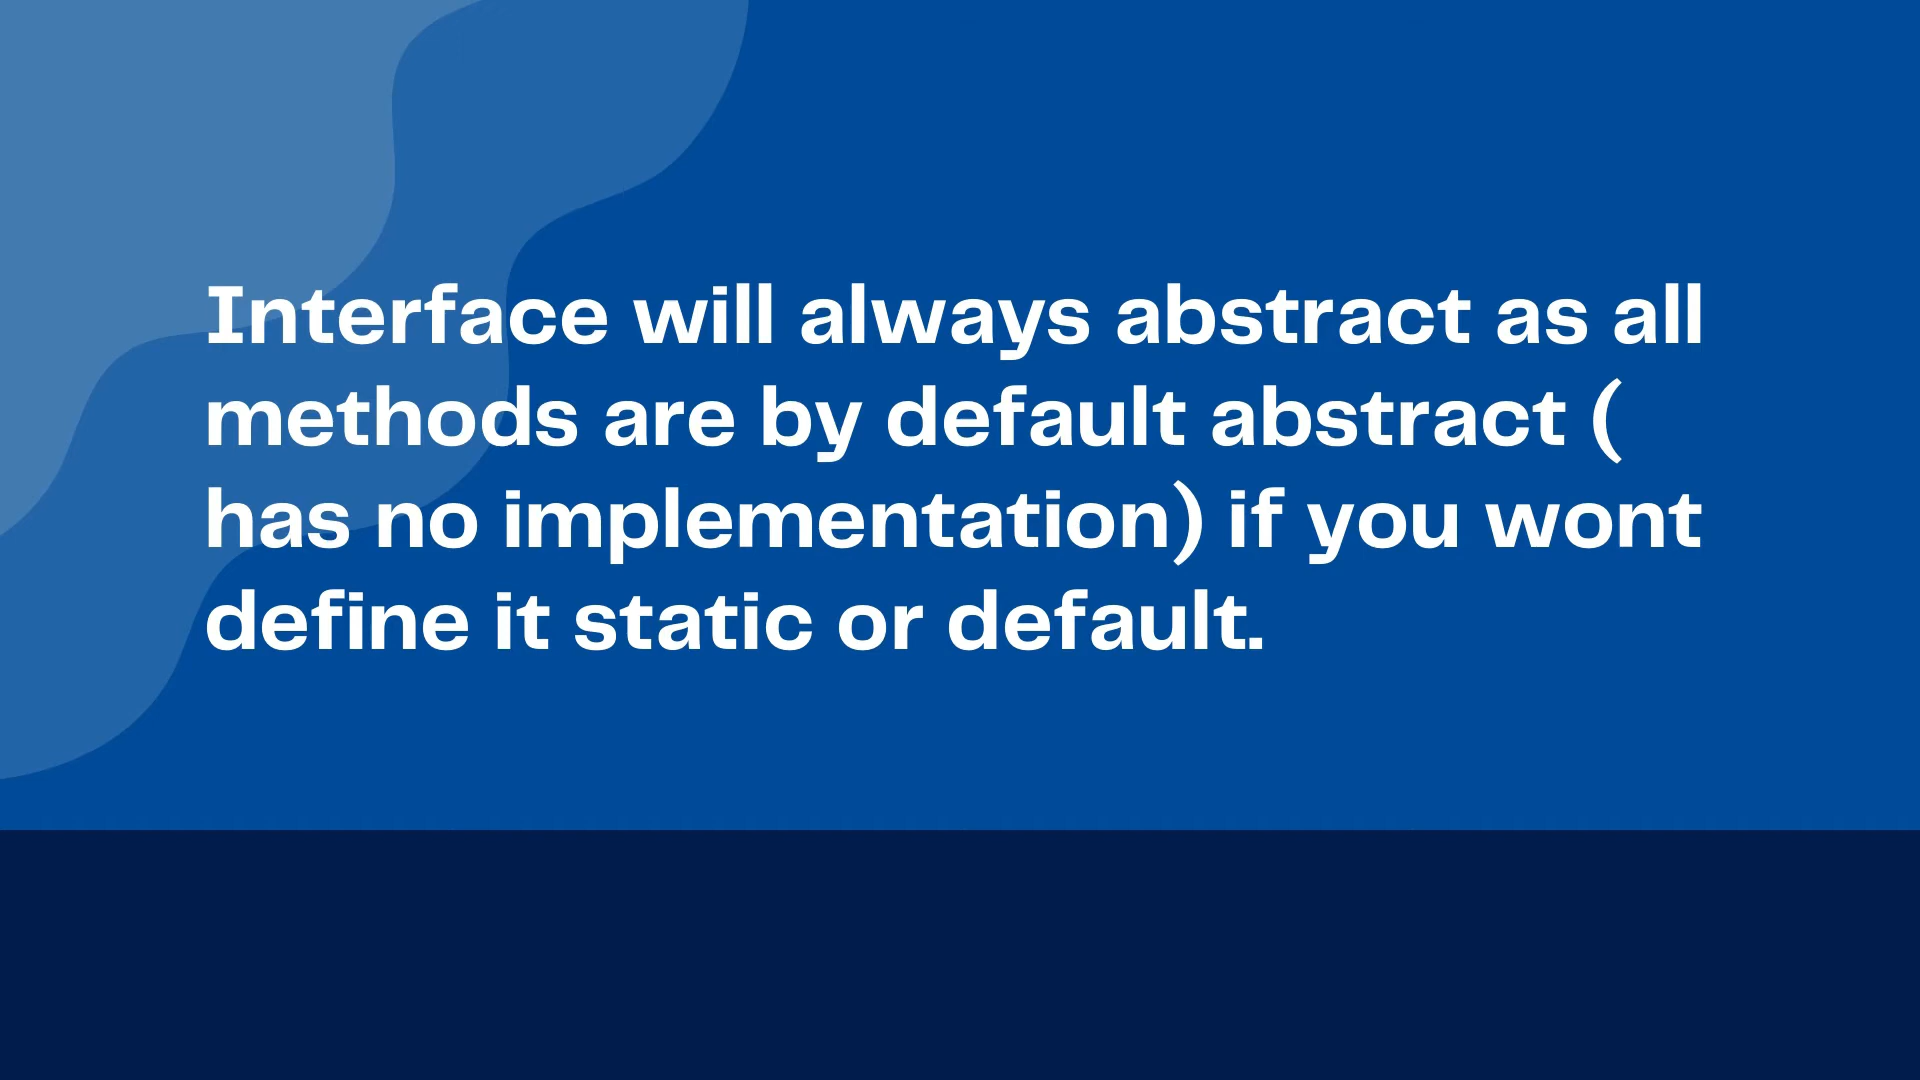 Interface will always abstract as all
methods are by default abstract (
has no implementation) if you wont
define it static or default.